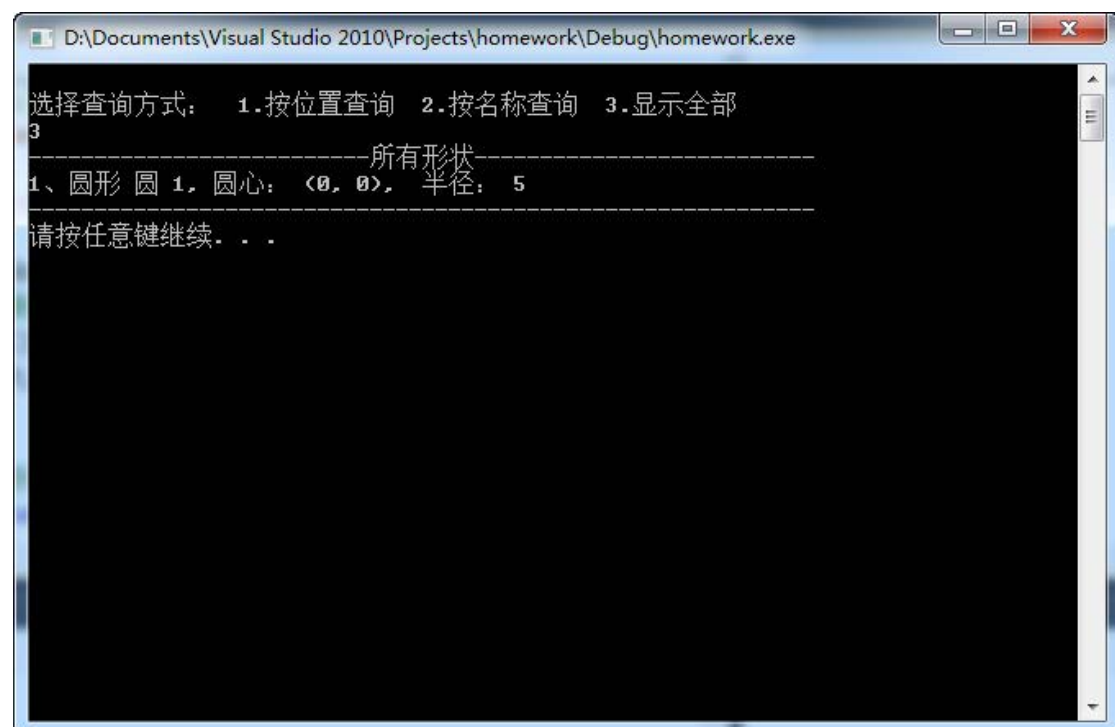 D:\Documents\Visual Studio 2010\Projects\homework\Debug\homework.exe
选择查询方式： 1.按位置查询 2.按名称查询 3.显示全部
3
--------------------------所有形状--------------------------
1、圆形 圆 1, 圆心： (0, 0), 半径： 5
------------------------------------------------------------
请按任意键继续. . .